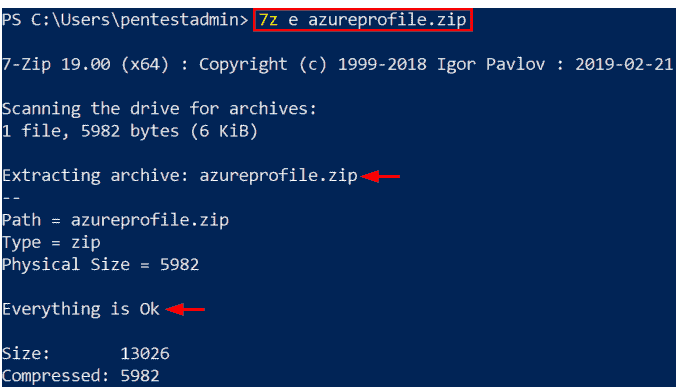 PS C:\Users\pentestadmin> 7z e azureprofile.zip
7-Zip 19.00 (x64) : Copyright (c) 1999-2018 Igor Pavlov : 2019-02-21
Scanning the drive for archives:
1 file, 5982 bytes (6 KiB)
Extracting archive: azureprofile.zip
--
Path = azureprofile.zip
Type = zip
Physical Size = 5982
Everything is Ok
Size:       13026
Compressed: 5982